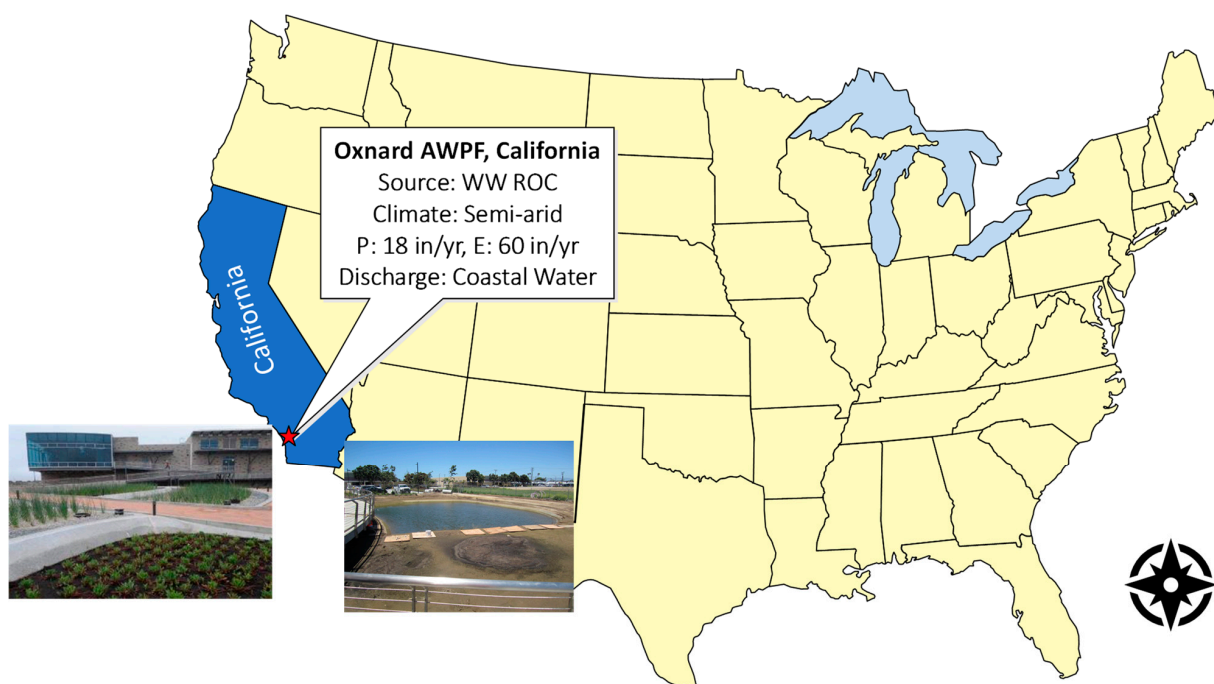 Oxnard AWPF, California
Source: WW ROC
Climate: Semi-arid
P: 18 in/yr, E: 60 in/yr
Discharge: Coastal Water
California